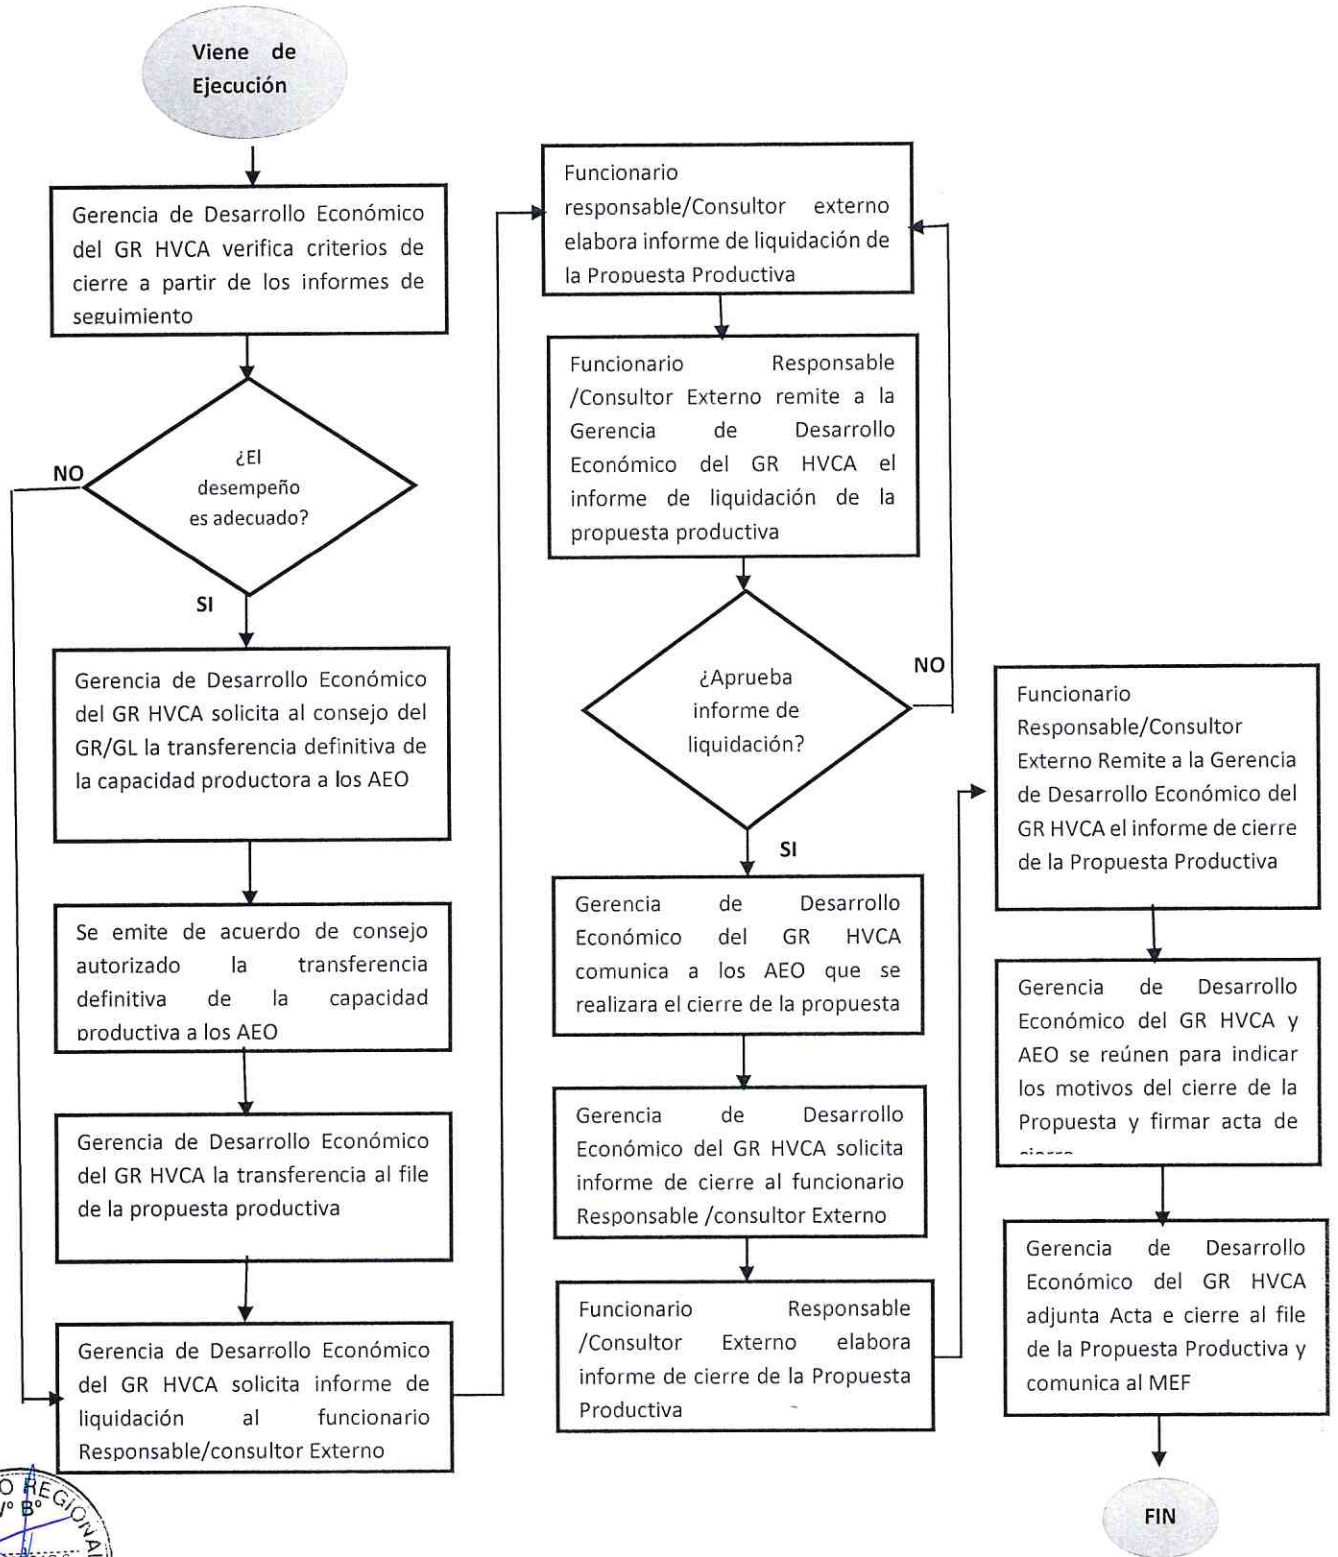 Viene de
Ejecución
Gerencia de Desarrollo Económico
del GR HVCA verifica criterios de
cierre a partir de los informes de
seguimiento
¿El
desempeño
es adecuado?
NO
SI
Gerencia de Desarrollo Económico
del GR HVCA solicita al consejo del
GR/GL la transferencia definitiva de
la capacidad productora a los AEO
Se emite de acuerdo de consejo
autorizado la transferencia
definitiva de la capacidad
productiva a los AEO
Gerencia de Desarrollo Económico
del GR HVCA la transferencia al file
de la propuesta productiva
Gerencia de Desarrollo Económico
del GR HVCA solicita informe de
liquidación al funcionario
Responsable/consultor Externo
Funcionario
responsable/Consultor externo
elabora informe de liquidación de
la Propuesta Productiva
Funcionario Responsable
/Consultor Externo remite a la
Gerencia de Desarrollo
Económico del GR HVCA el
informe de liquidación de la
propuesta productiva
¿Aprueba
informe de
liquidación?
NO
SI
Gerencia de Desarrollo
Económico del GR HVCA
comunica a los AEO que se
realizara el cierre de la propuesta
Gerencia de Desarrollo
Económico del GR HVCA solicita
informe de cierre al funcionario
Responsable /consultor Externo
Funcionario Responsable
/Consultor Externo elabora
informe de cierre de la Propuesta
Productiva
Funcionario
Responsable/Consultor
Externo Remite a la Gerencia
de Desarrollo Económico del
GR HVCA el informe de cierre
de la Propuesta Productiva
Gerencia de Desarrollo
Económico del GR HVCA y
AEO se reúnen para indicar
los motivos del cierre de la
Propuesta y firmar acta de
Gerencia de Desarrollo
Económico del GR HVCA
adjunta Acta e cierre al file
de la Propuesta Productiva y
comunica al MEF
FIN
REGIONAL
Vº Bº